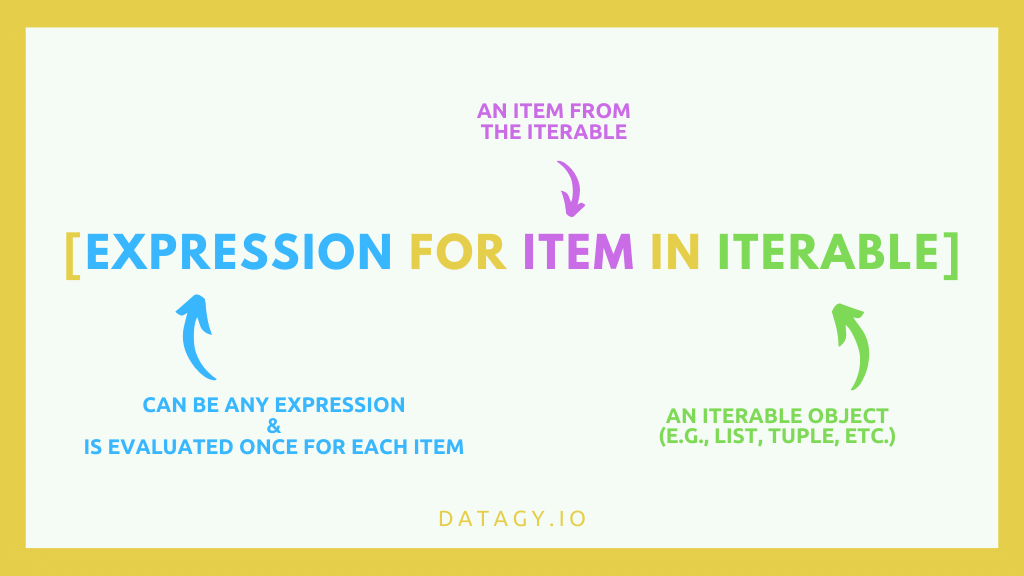 AN ITEM FROM
THE ITERABLE
[EXPRESSION FOR ITEM IN ITERABLE]
CAN BE ANY EXPRESSION
&
IS EVALUATED ONCE FOR EACH ITEM
AN ITERABLE OBJECT
(E.G., LIST, TUPLE, ETC.)
DATAGY.IO